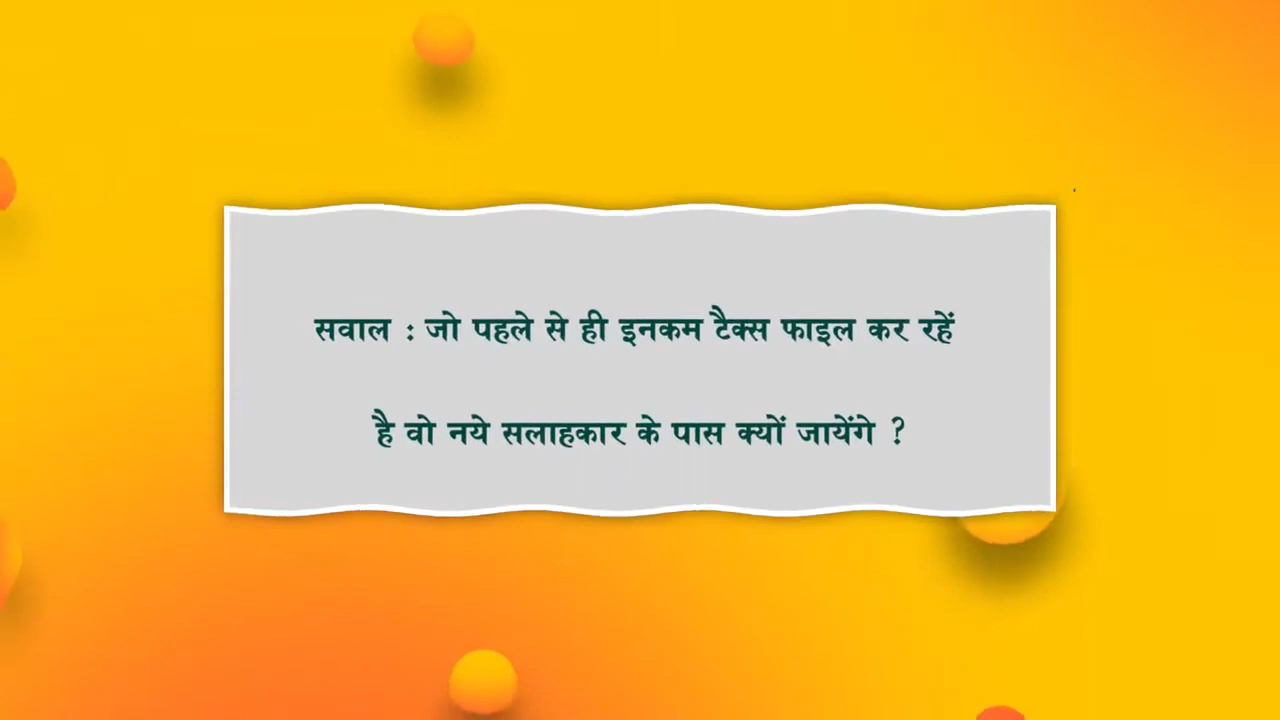 सवाल : जो पहले से ही इनकम टैक्स फाइल कर रहें
है वो नये सलाहकार के पास क्यों जायेंगे ?